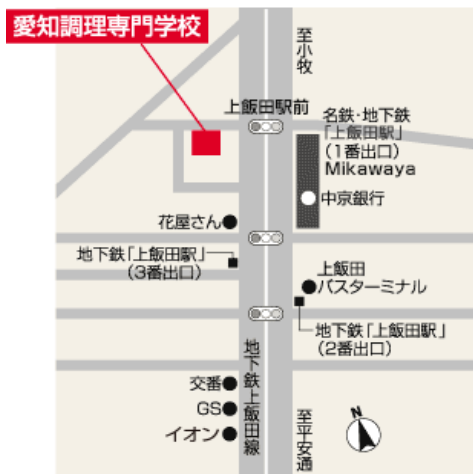 愛知調理専門学校
至小牧
上飯田駅前
名鉄・地下鉄
「上飯田駅」
(1番出口)
Mikawaya
中京銀行
花屋さん
地下鉄「上飯田駅」
(3番出口)
上飯田
バスターミナル
地下鉄「上飯田駅」
(2番出口)
地下鉄上飯田線
交番
GS
イオン
至平安通
N